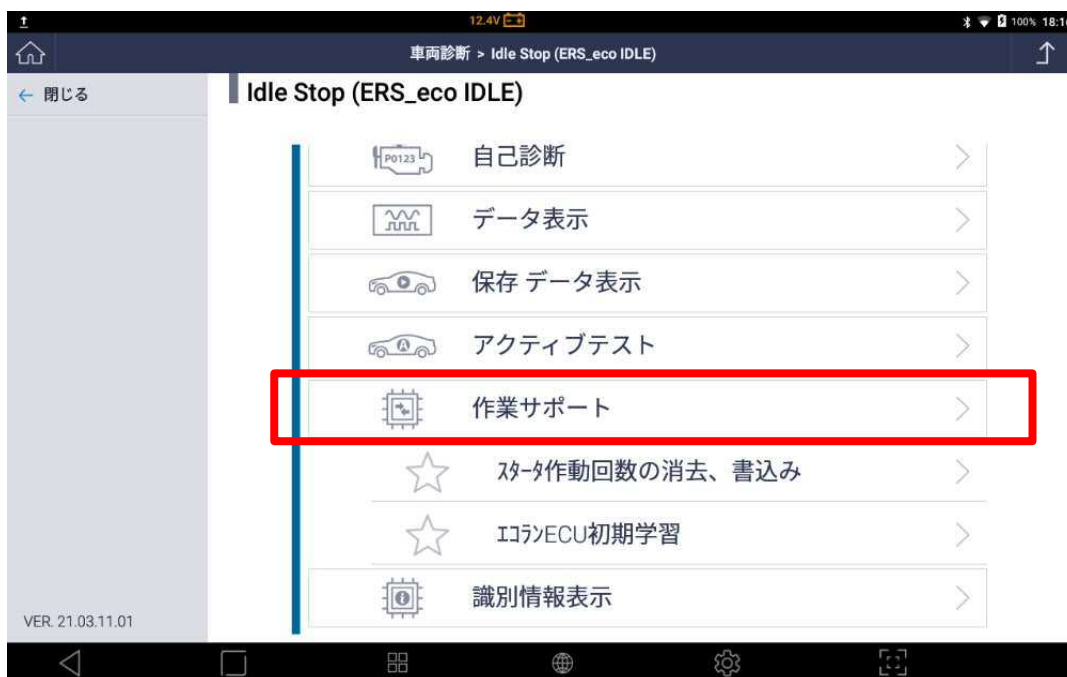 12.4V
100% 18:1
車両診断 > Idle Stop (ERS_eco IDLE)
← 閉じる
Idle Stop (ERS_eco IDLE)
P0123
自己診断
データ表示
保存 データ表示
アクティブテスト
作業サポート
ｽﾀｰﾀ作動回数の消去、書込み
ｴｺﾗﾝECU初期学習
識別情報表示
VER. 21.03.11.01